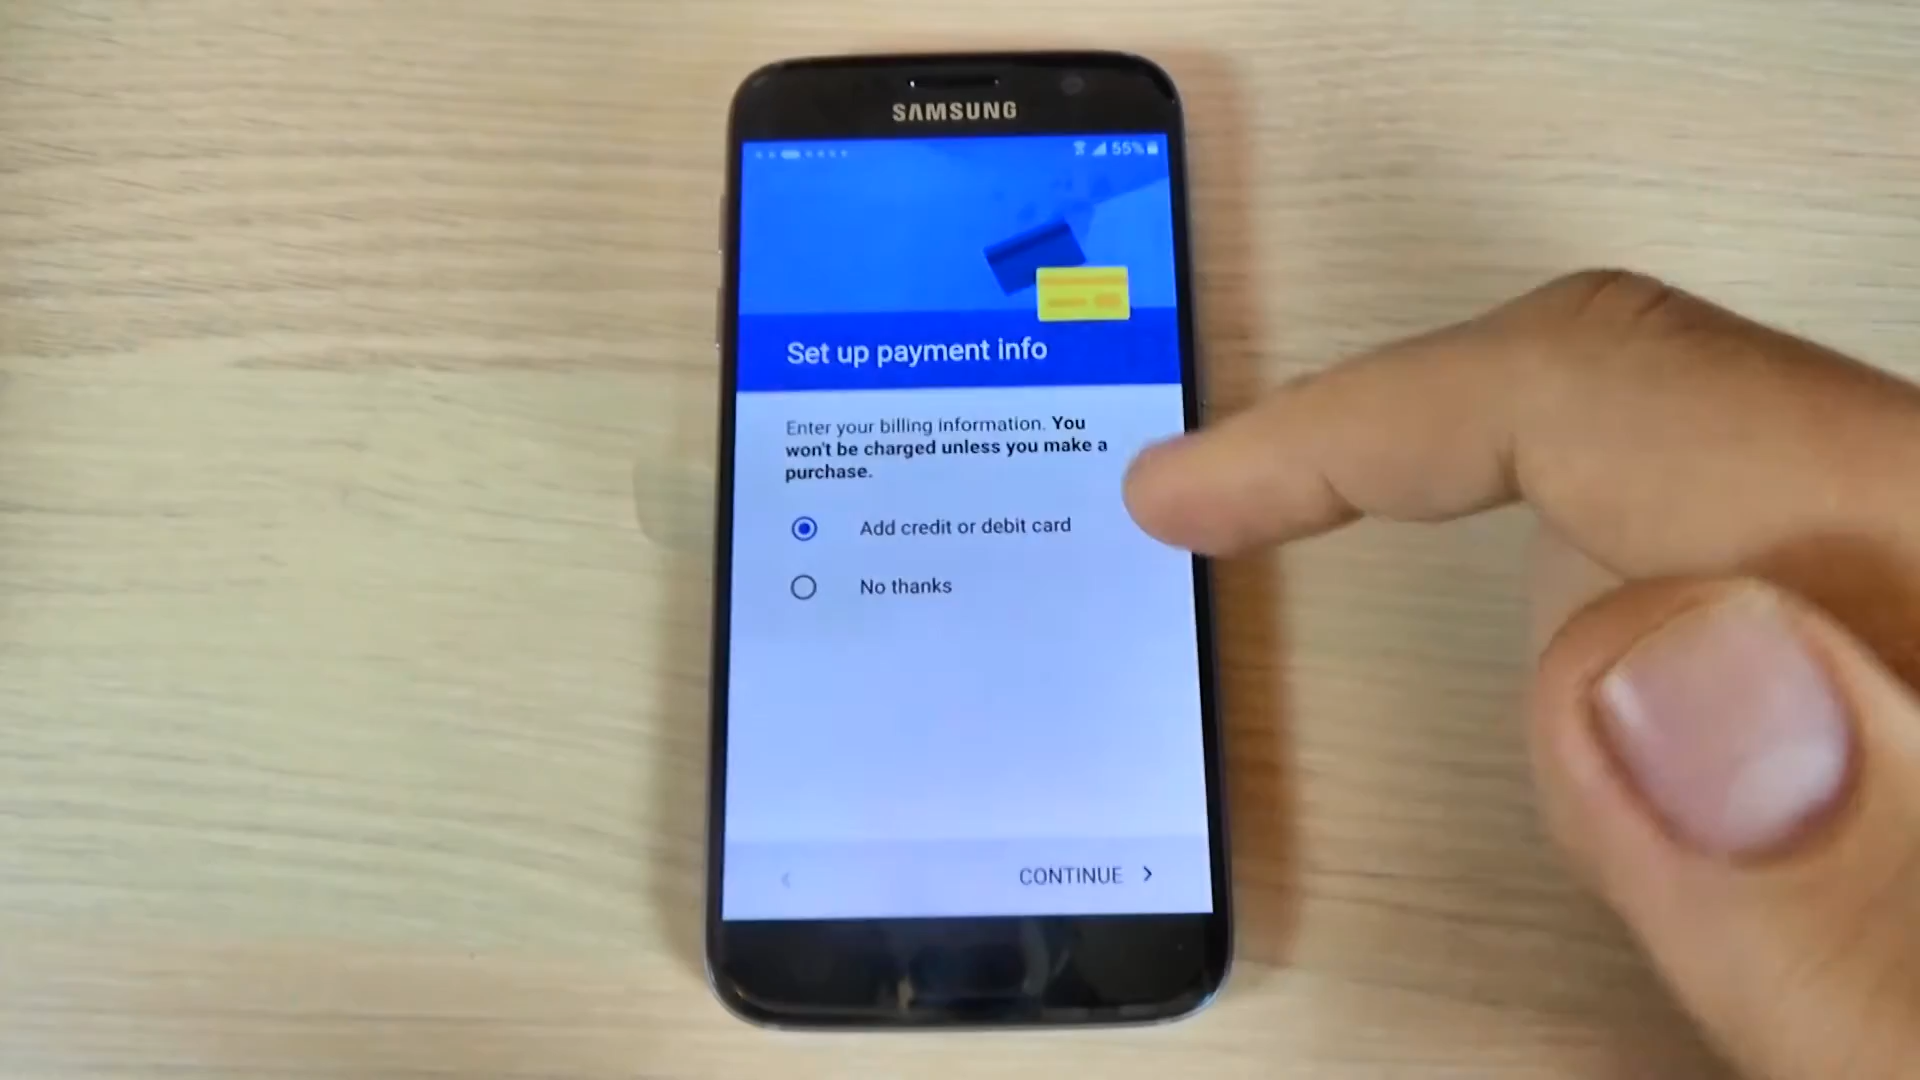 SAMSUNG
55%
Set up payment info
Enter your billing information. You
won't be charged unless you make a
purchase.
Add credit or debit card
No thanks
CONTINUE